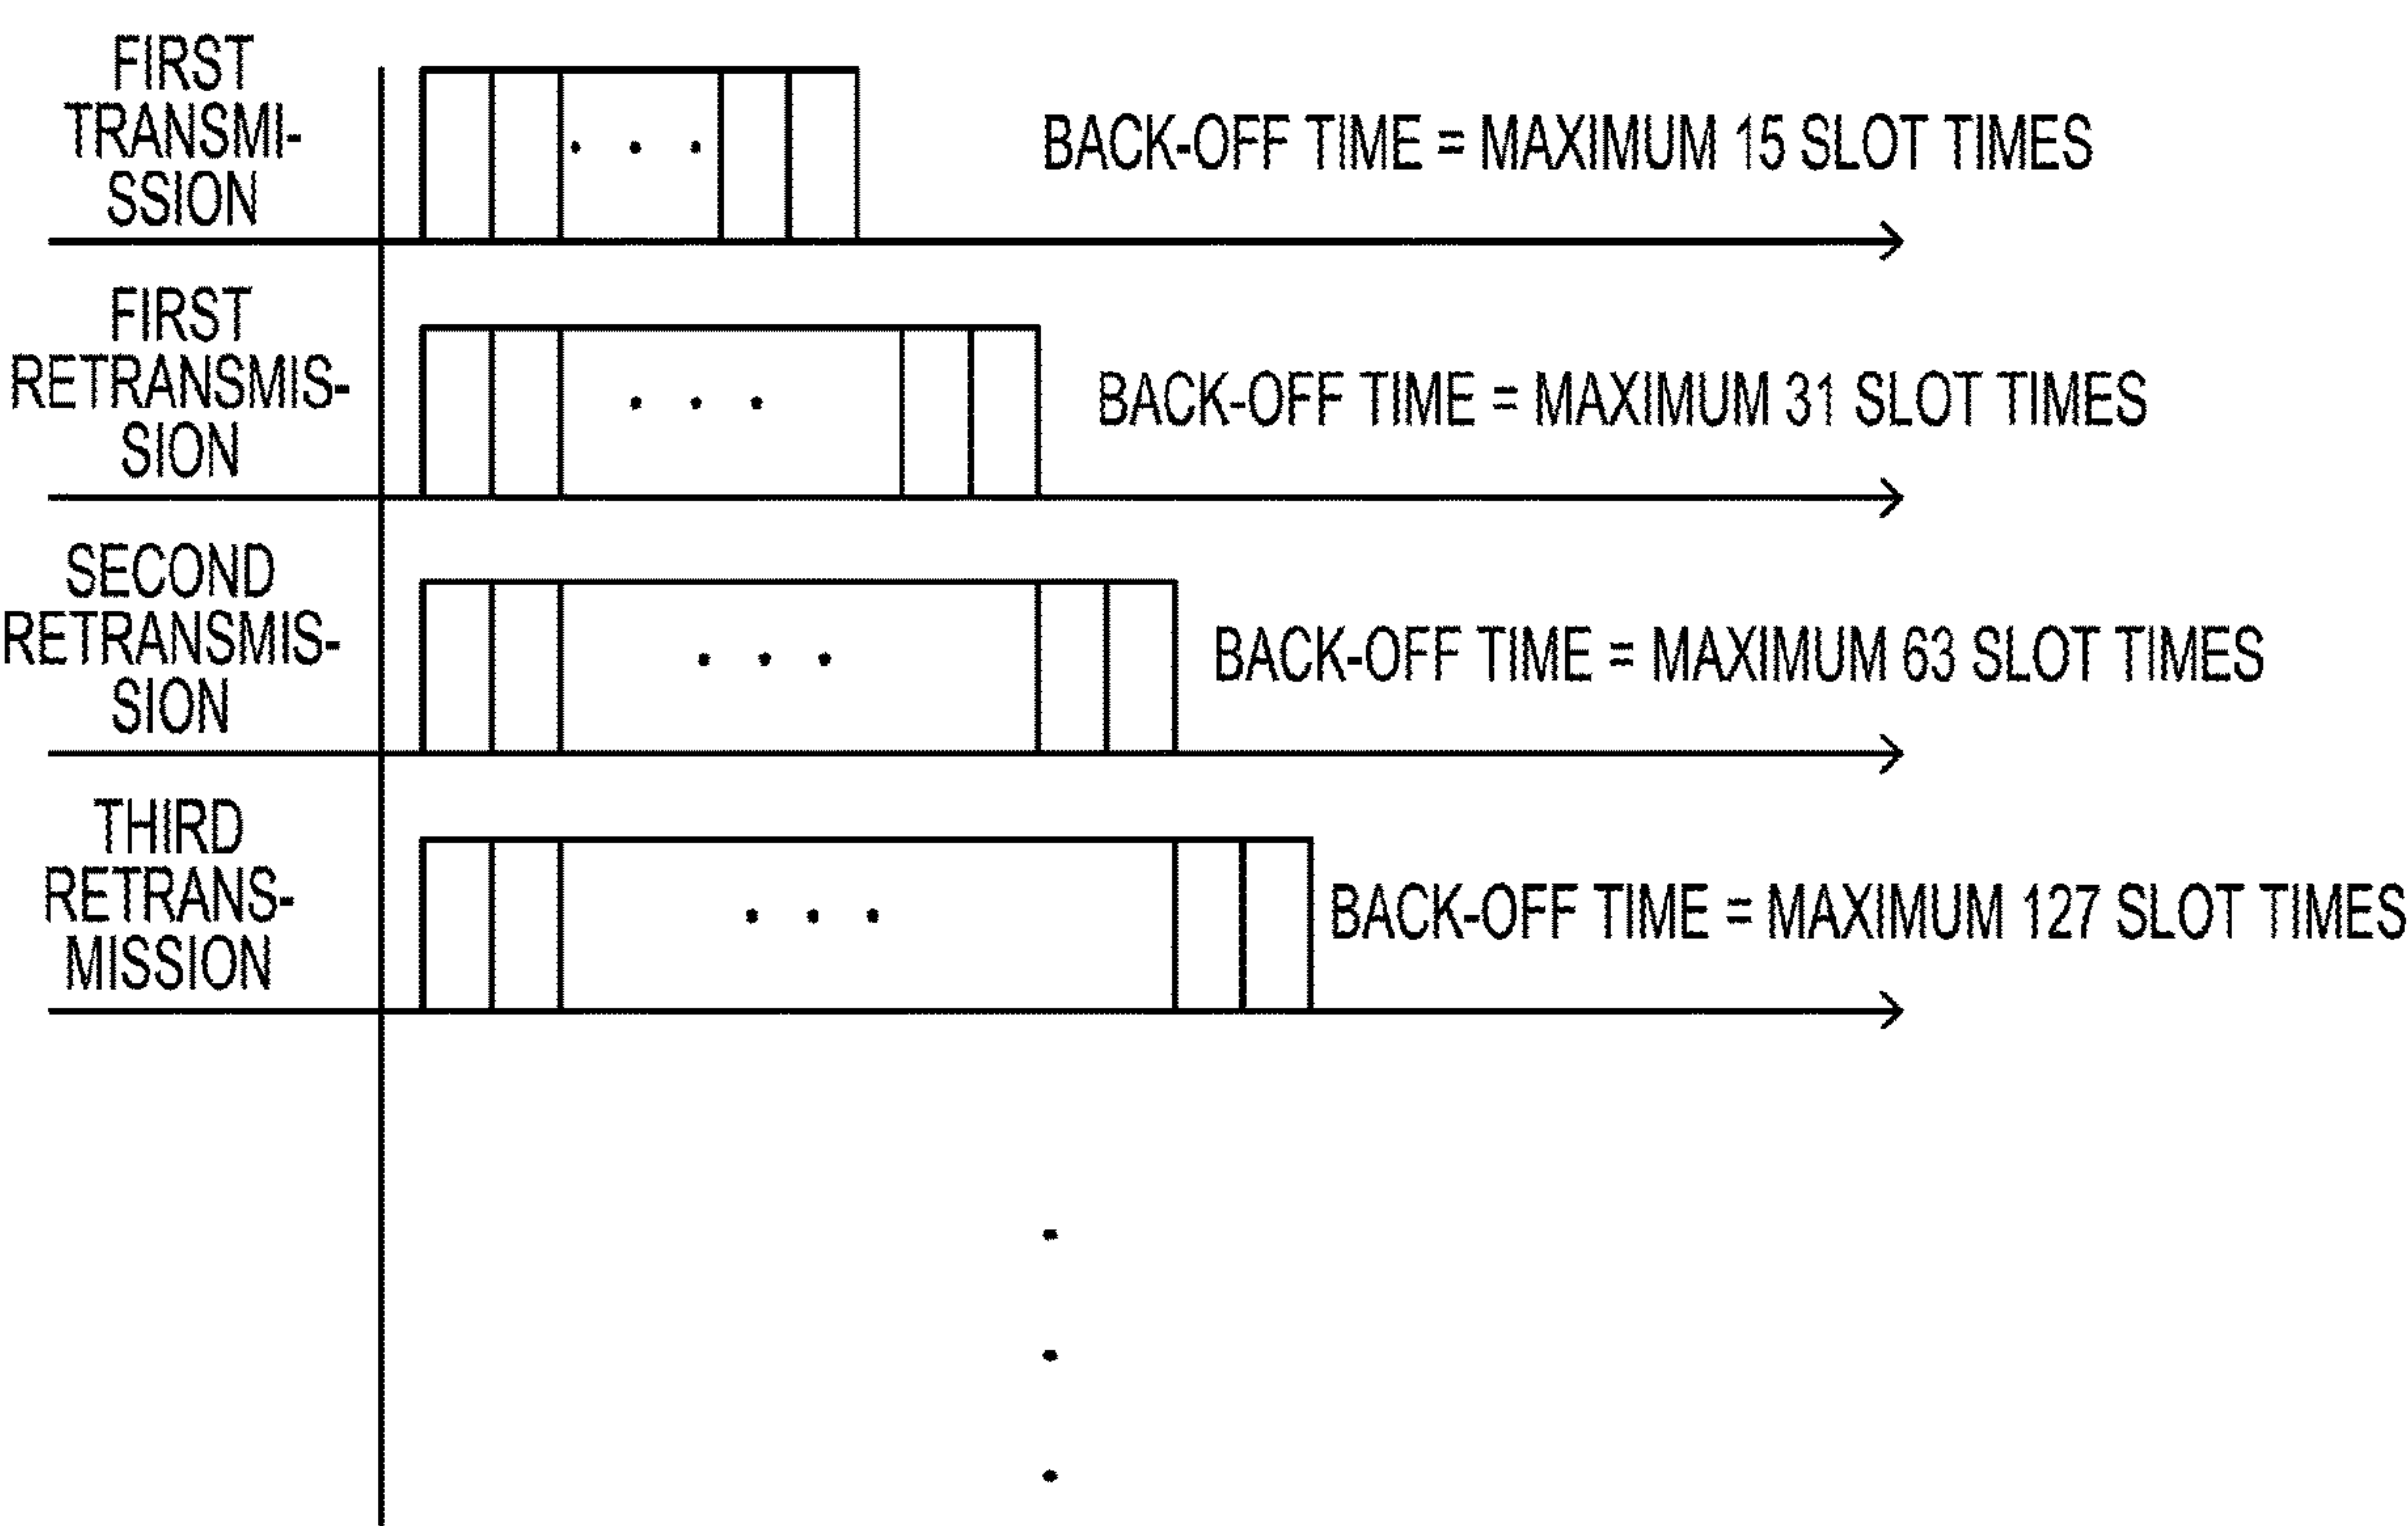 FIRST
TRANSMI-
SSION
BACK-OFF TIME = MAXIMUM 15 SLOT TIMES
FIRST
RETRANSMIS-
SION
BACK-OFF TIME = MAXIMUM 31 SLOT TIMES
SECOND
RETRANSMIS-
SION
BACK-OFF TIME = MAXIMUM 63 SLOT TIMES
THIRD
RETRANS-
MISSION
BACK-OFF TIME = MAXIMUM 127 SLOT TIMES